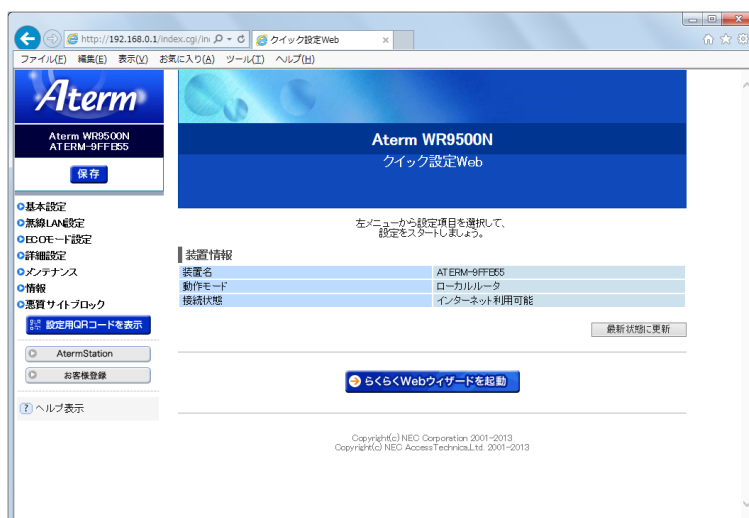 http://192.168.0.1/index.cgi/in
クイック設定Web
ファイル(F) 編集(E) 表示(V) お気に入り(A) ツール(T) ヘルプ(H)
Aterm
Aterm WR9500N
ATERM-9FFB55
保存
基本設定
無線LAN設定
ECOモード設定
詳細設定
メンテナンス
情報
悪質サイトブロック
設定用QRコードを表示
AtermStation
お客様登録
ヘルプ表示
Aterm WR9500N
クイック設定Web
左メニューから設定項目を選択して、
設定をスタートしましょう。
装置情報
装置名 ATERM-9FFB55
動作モード ローカルルータ
接続状態 インターネット利用可能
最新状態に更新
らくらくWebウィザードを起動
Copyright(c) NEC Corporation 2001-2013
Copyright(c) NEC AccessTechnica,Ltd. 2001-2013